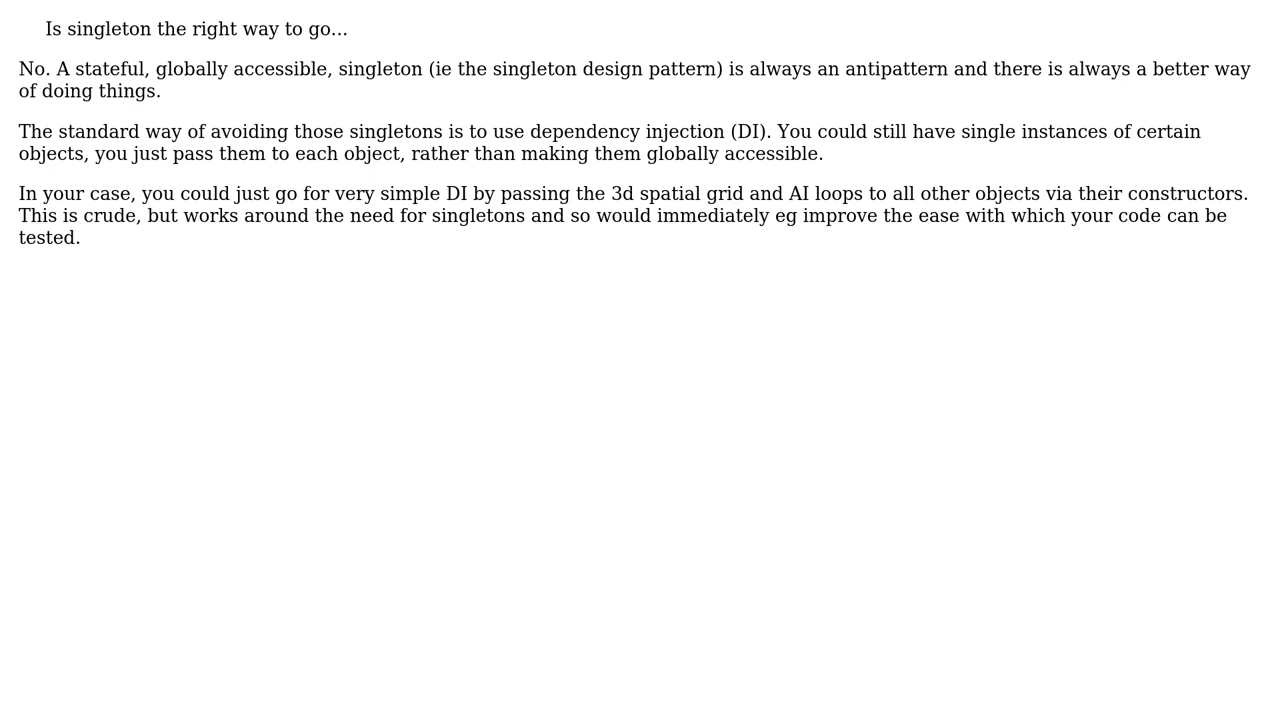 Is singleton the right way to go...
No. A stateful, globally accessible, singleton (ie the singleton design pattern) is always an antipattern and there is always a better way
of doing things.
The standard way of avoiding those singletons is to use dependency injection (DI). You could still have single instances of certain
objects, you just pass them to each object, rather than making them globally accessible.
In your case, you could just go for very simple DI by passing the 3d spatial grid and AI loops to all other objects via their constructors.
This is crude, but works around the need for singletons and so would immediately eg improve the ease with which your code can be
tested.